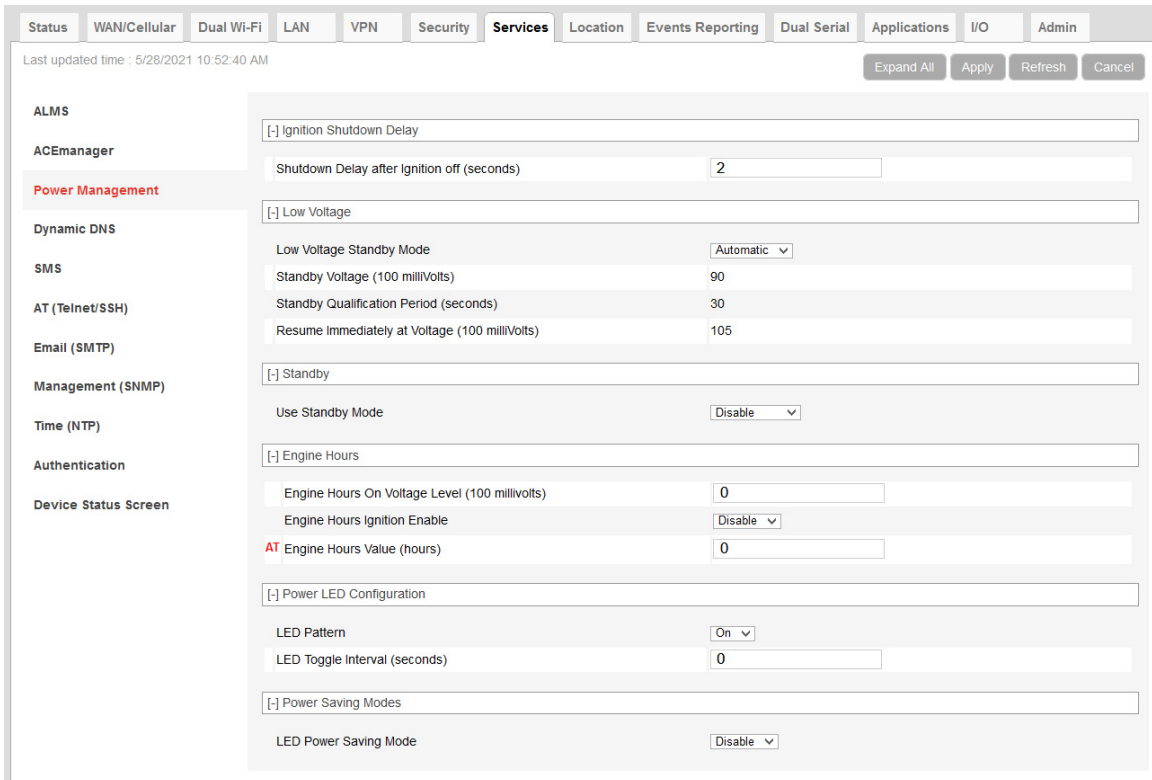 Status WAN/Cellular Dual Wi-Fi LAN VPN Security Services Location Events Reporting Dual Serial Applications I/O Admin
Last updated time : 5/28/2021 10:52:40 AM
Expand All Apply Refresh Cancel
ALMS
ACEmanager
Power Management
Dynamic DNS
SMS
AT (Telnet/SSH)
Email (SMTP)
Management (SNMP)
Time (NTP)
Authentication
Device Status Screen
[-] Ignition Shutdown Delay
Shutdown Delay after Ignition off (seconds) 2
[-] Low Voltage
Low Voltage Standby Mode Automatic
Standby Voltage (100 milliVolts) 90
Standby Qualification Period (seconds) 30
Resume Immediately at Voltage (100 milliVolts) 105
[-] Standby
Use Standby Mode Disable
[-] Engine Hours
Engine Hours On Voltage Level (100 millivolts) 0
Engine Hours Ignition Enable Disable
AT Engine Hours Value (hours) 0
[-] Power LED Configuration
LED Pattern On
LED Toggle Interval (seconds) 0
[-] Power Saving Modes
LED Power Saving Mode Disable